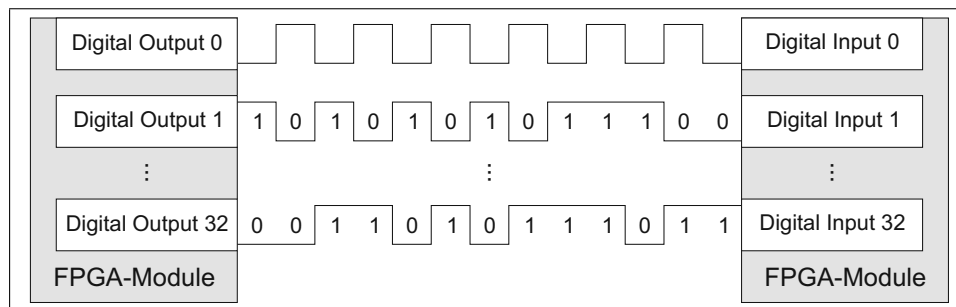 Digital Output 0 Digital Input 0
Digital Output 1 1 0 1 0 1 0 1 0 1 1 1 0 0 Digital Input 1
⋮ ⋮ ⋮
Digital Output 32 0 0 1 1 0 1 0 1 1 1 0 1 1 Digital Input 32
FPGA-Module FPGA-Module